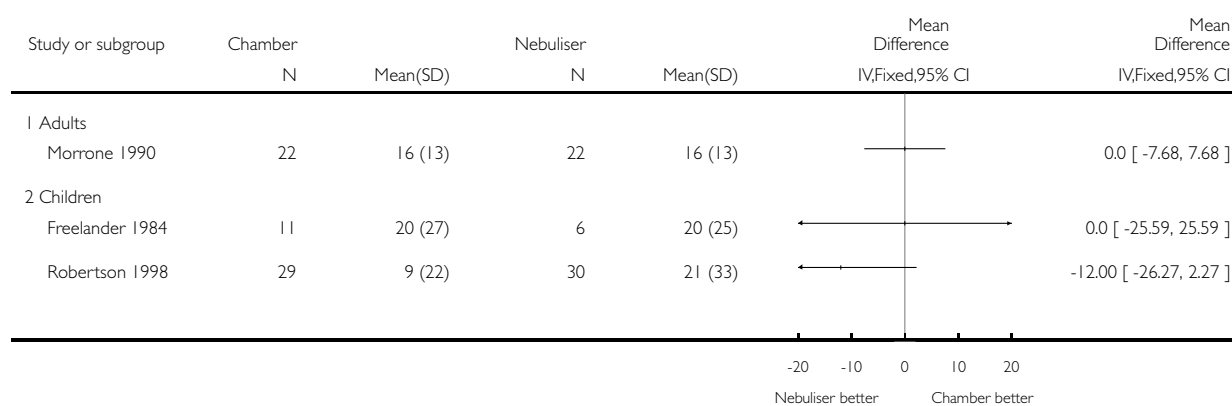 Mean Mean
Study or subgroup Chamber Nebuliser Difference Difference
N Mean(SD) N Mean(SD) IV,Fixed,95% CI IV,Fixed,95% CI
1 Adults
Morrone 1990 22 16 (13) 22 16 (13) 0.0 [ -7.68, 7.68 ]
2 Children
Freelander 1984 11 20 (27) 6 20 (25) 0.0 [ -25.59, 25.59 ]
Robertson 1998 29 9 (22) 30 21 (33) -12.00 [ -26.27, 2.27 ]
-20 -10 0 10 20
Nebuliser better Chamber better